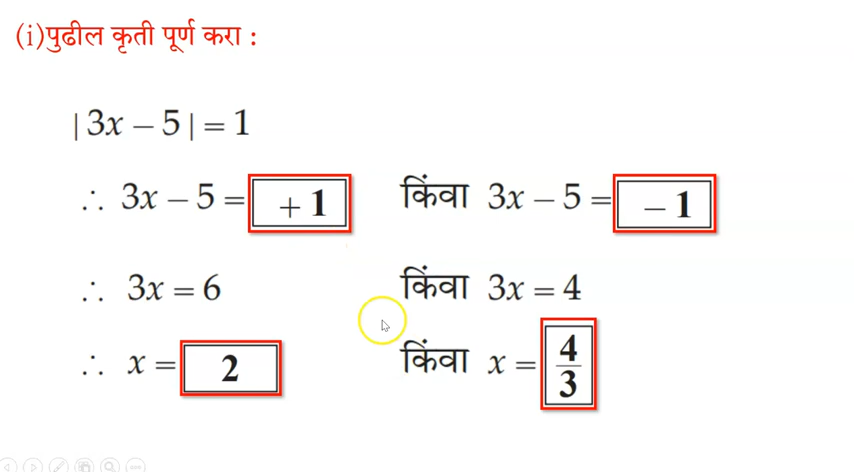 (i)पुढील कृती पूर्ण करा :
|3x – 5| = 1
∴ 3x – 5 = + 1 किंवा 3x – 5 = – 1
∴ 3x = 6 किंवा 3x = 4
∴ x = 2 किंवा x = 4/3